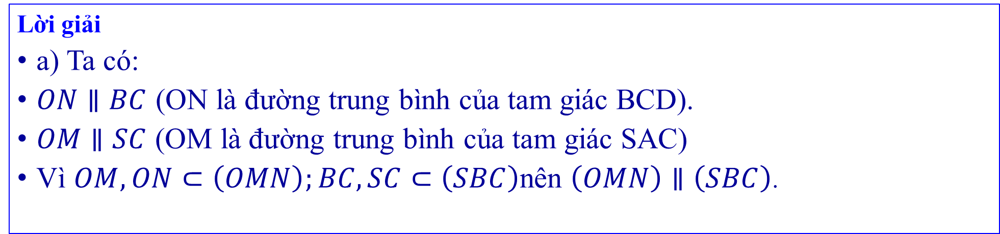 Lời giải
• a) Ta có:
• 𝑂𝑁 ∥ 𝐵𝐶 (ON là đường trung bình của tam giác BCD).
• 𝑂𝑀 ∥ 𝑆𝐶 (OM là đường trung bình của tam giác SAC)
• Vì 𝑂𝑀, 𝑂𝑁 ⊂ (𝑂𝑀𝑁); 𝐵𝐶, 𝑆𝐶 ⊂ (𝑆𝐵𝐶)nên (𝑂𝑀𝑁) ∥ (𝑆𝐵𝐶).